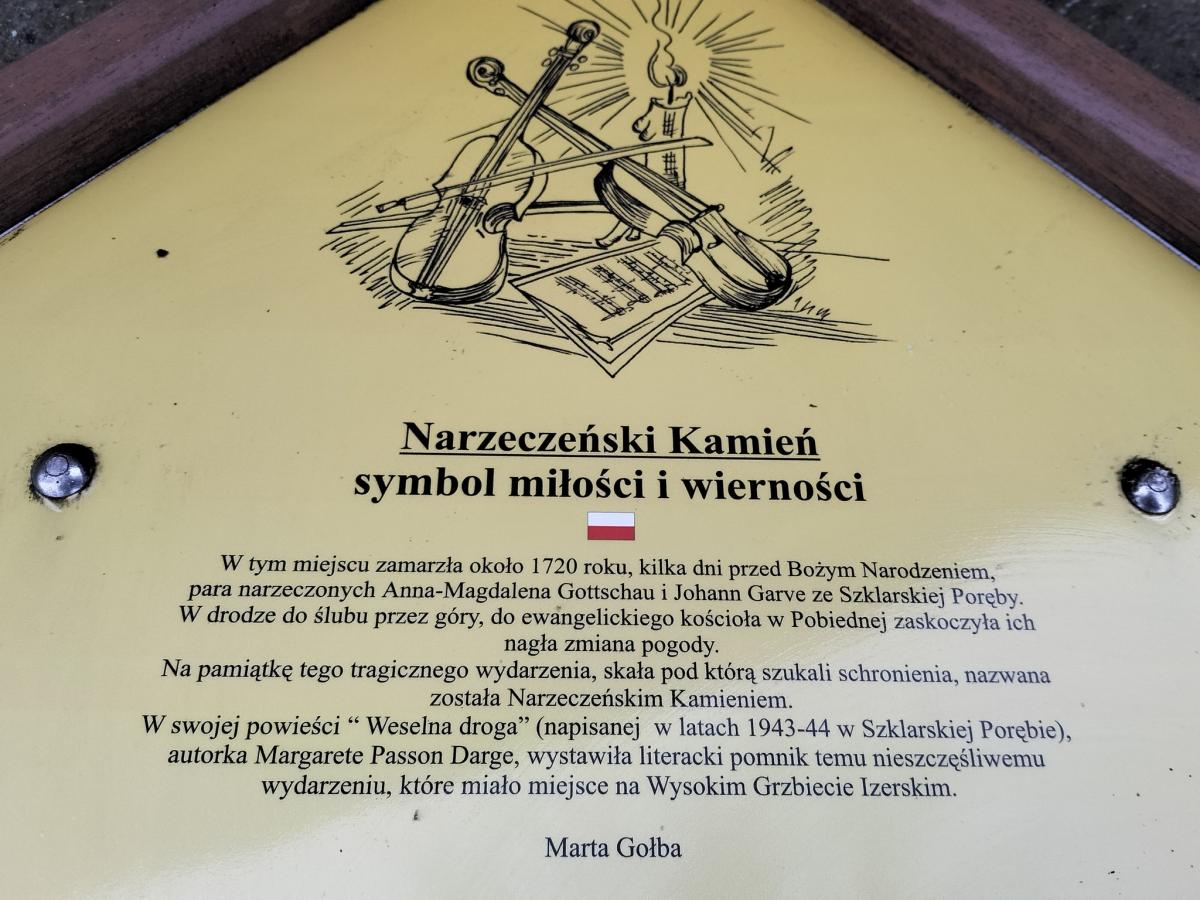 Narzeczeński Kamień
symbol miłości i wierności
W tym miejscu zamarzła około 1720 roku, kilka dni przed Bożym Narodzeniem,
para narzeczonych Anna-Magdalena Gottschau i Johann Garve ze Szklarskiej Poręby.
W drodze do ślubu przez góry, do ewangelickiego kościoła w Pobiednej zaskoczyła ich
nagła zmiana pogody.
Na pamiątkę tego tragicznego wydarzenia, skała pod którą szukali schronienia, nazwana
została Narzeczeńskim Kamieniem.
W swojej powieści “ Weselna droga” (napisanej w latach 1943-44 w Szklarskiej Porębie),
autorka Margarete Passon Darge, wystawiła literacki pomnik temu nieszczęśliwemu
wydarzeniu, które miało miejsce na Wysokim Grzbiecie Izerskim.
Marta Gołba